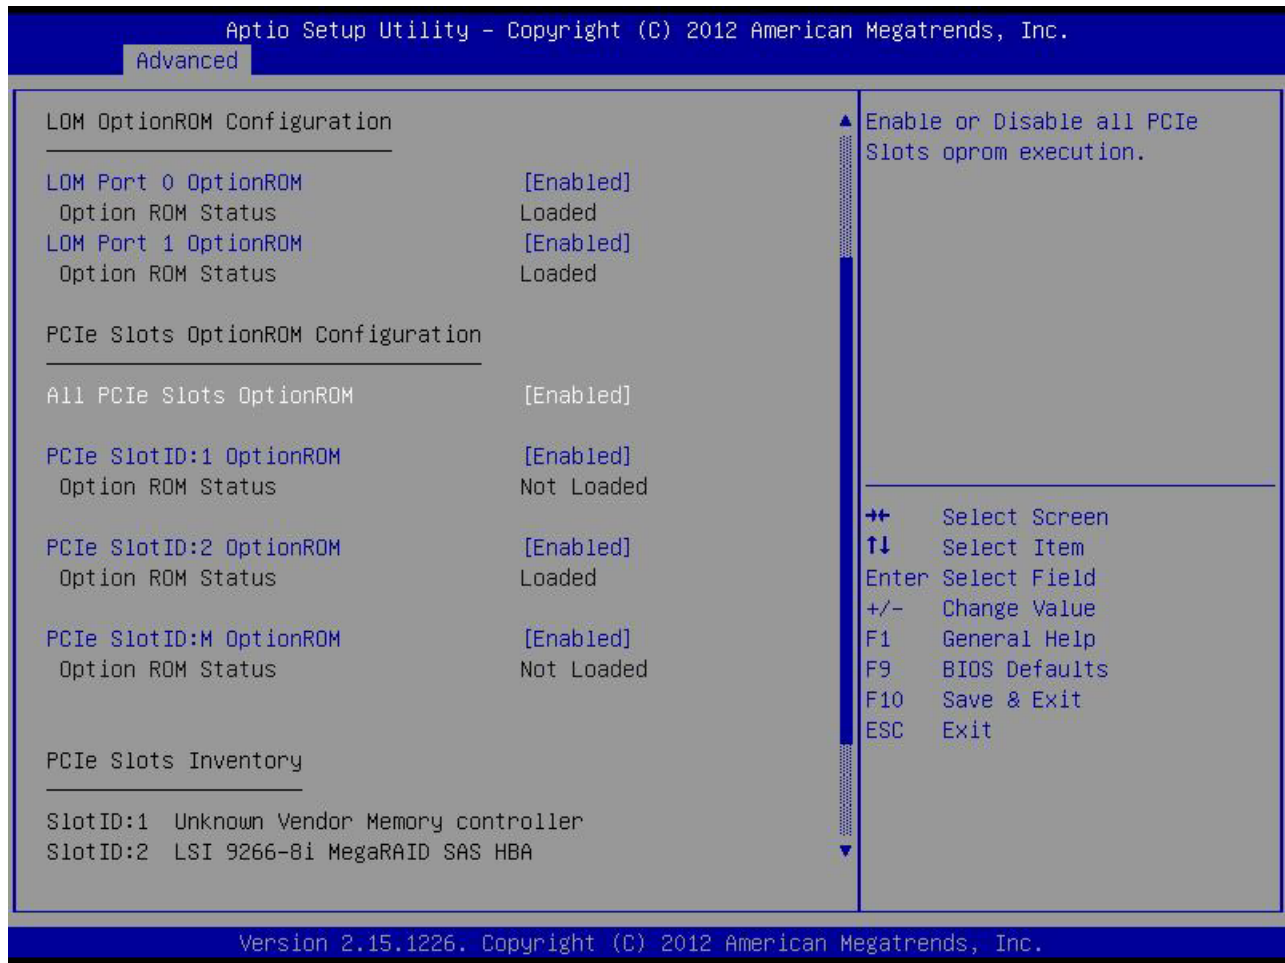 Aptio Setup Utility – Copyright (C) 2012 American Megatrends, Inc.
Advanced
LOM OptionROM Configuration
LOM Port 0 OptionROM [Enabled]
Option ROM Status Loaded
LOM Port 1 OptionROM [Enabled]
Option ROM Status Loaded
PCIe Slots OptionROM Configuration
All PCIe Slots OptionROM [Enabled]
PCIe SlotID:1 OptionROM [Enabled]
Option ROM Status Not Loaded
PCIe SlotID:2 OptionROM [Enabled]
Option ROM Status Loaded
PCIe SlotID:M OptionROM [Enabled]
Option ROM Status Not Loaded
PCIe Slots Inventory
SlotID:1 Unknown Vendor Memory controller
SlotID:2 LSI 9266-8i MegaRAID SAS HBA
Enable or Disable all PCIe
Slots oprom execution.
→← Select Screen
↑↓ Select Item
Enter Select Field
+/- Change Value
F1 General Help
F9 BIOS Defaults
F10 Save & Exit
ESC Exit
Version 2.15.1226. Copyright (C) 2012 American Megatrends, Inc.